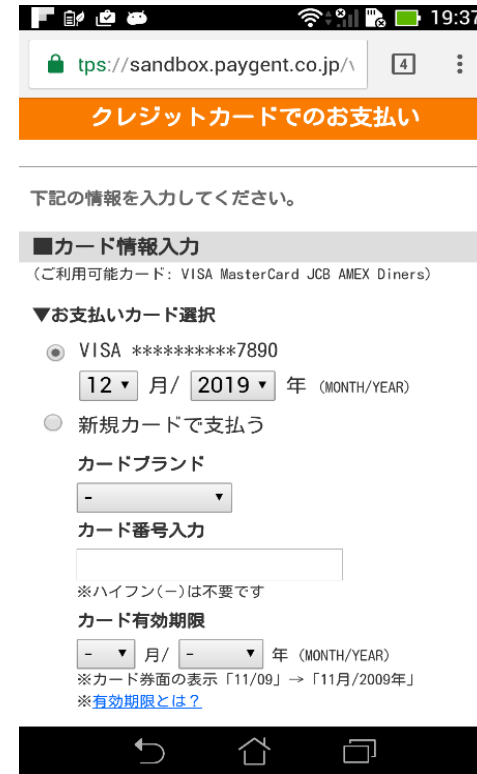 19:37
tps://sandbox.paygent.co.jp/
4
クレジットカードでのお支払い
下記の情報を入力してください。
■カード情報入力
(ご利用可能カード: VISA MasterCard JCB AMEX Diners)
▼お支払いカード選択
VISA **********7890
12 ▼ 月/ 2019 ▼ 年 (MONTH/YEAR)
新規カードで支払う
カードブランド
- ▼
カード番号入力
※ハイフン(-)は不要です
カード有効期限
- ▼ 月/ - ▼ 年 (MONTH/YEAR)
※カード券面の表示「11/09」→「11月/2009年」
※有効期限とは?